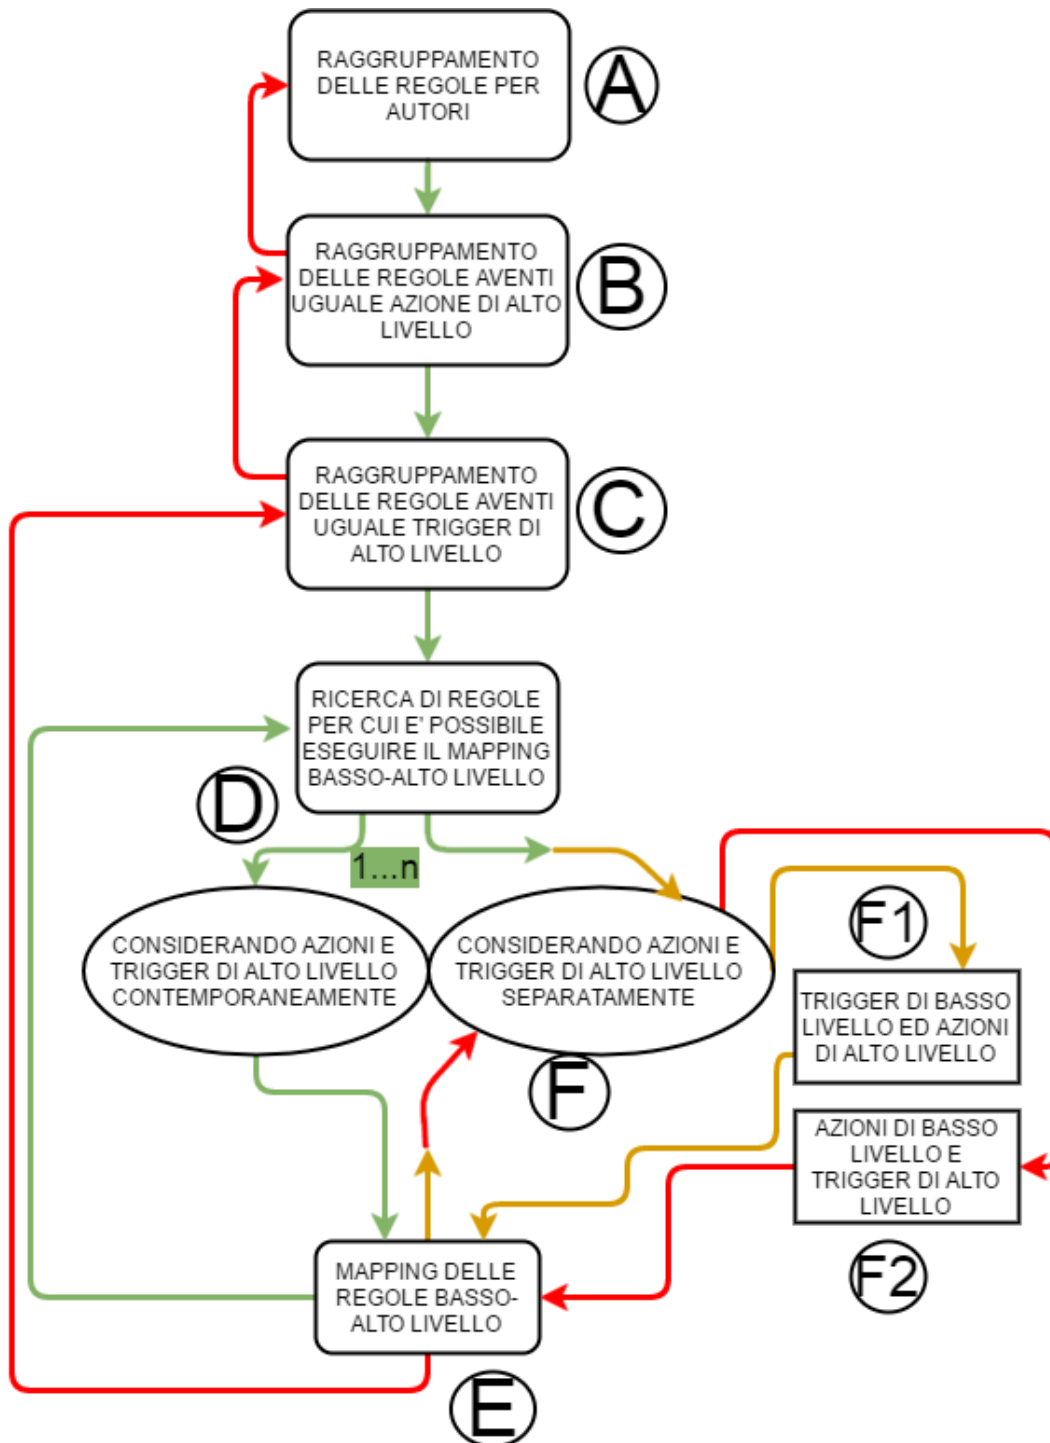 RAGGRUPPAMENTO
DELLE REGOLE PER
AUTORI
A
RAGGRUPPAMENTO
DELLE REGOLE AVENTI
UGUALE AZIONE DI ALTO
LIVELLO
B
RAGGRUPPAMENTO
DELLE REGOLE AVENTI
UGUALE TRIGGER DI
ALTO LIVELLO
C
RICERCA DI REGOLE
PER CUI E' POSSIBILE
ESEGUIRE IL MAPPING
BASSO-ALTO LIVELLO
D
1...n
CONSIDERANDO AZIONI E
TRIGGER DI ALTO LIVELLO
CONTEMPORANEAMENTE
CONSIDERANDO AZIONI E
TRIGGER DI ALTO LIVELLO
SEPARATAMENTE
F
F1
TRIGGER DI BASSO
LIVELLO ED AZIONI
DI ALTO LIVELLO
AZIONI DI BASSO
LIVELLO E
TRIGGER DI ALTO
LIVELLO
F2
MAPPING DELLE
REGOLE BASSO-
ALTO LIVELLO
E